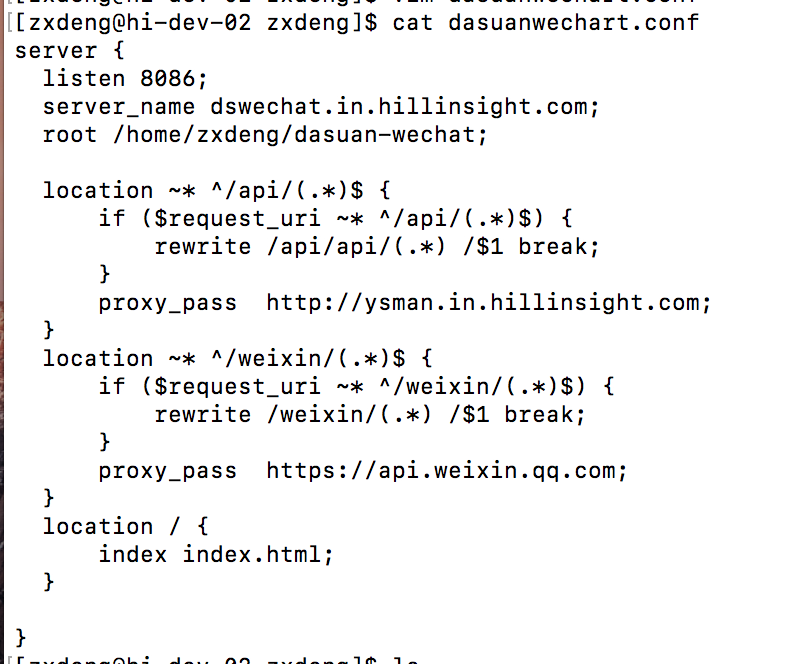 [[zxdeng@hi-dev-02 zxdeng]$ cat dasuanwechart.conf
server {
  listen 8086;
  server_name dswechat.in.hillinsight.com;
  root /home/zxdeng/dasuan-wechat;
  location ~* ^/api/(.*)$ {
      if ($request_uri ~* ^/api/(.*)$) {
          rewrite /api/api/(.*) /$1 break;
      }
      proxy_pass  http://ysman.in.hillinsight.com;
  }
  location ~* ^/weixin/(.*)$ {
      if ($request_uri ~* ^/weixin/(.*)$) {
          rewrite /weixin/(.*) /$1 break;
      }
      proxy_pass  https://api.weixin.qq.com;
  }
  location / {
      index index.html;
  }
}